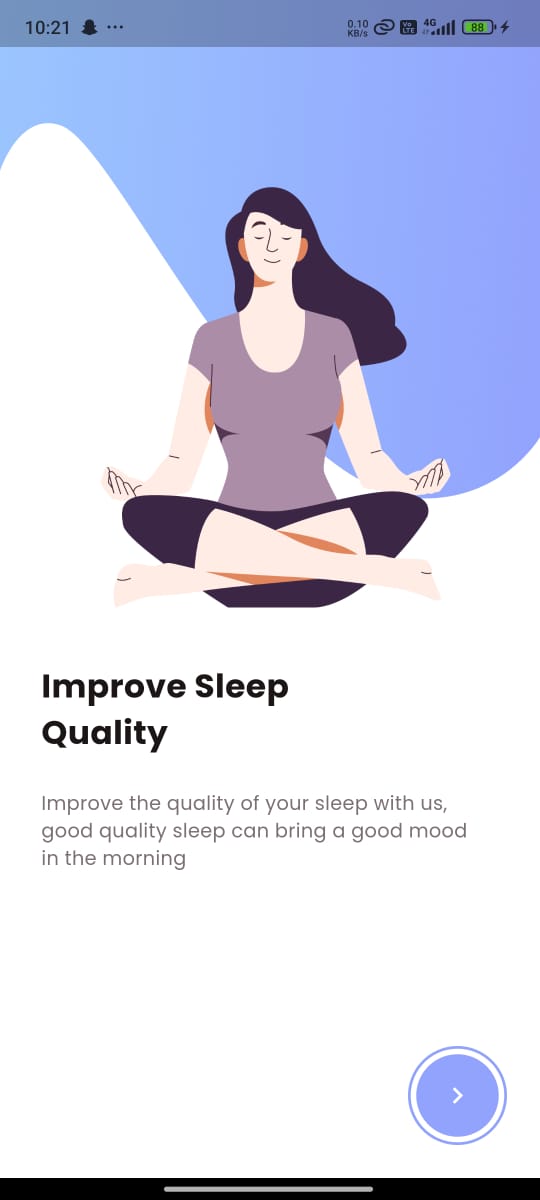 10:21 ... 0.10 KB/s Vo LTE 4G 88
Improve Sleep
Quality
Improve the quality of your sleep with us,
good quality sleep can bring a good mood
in the morning